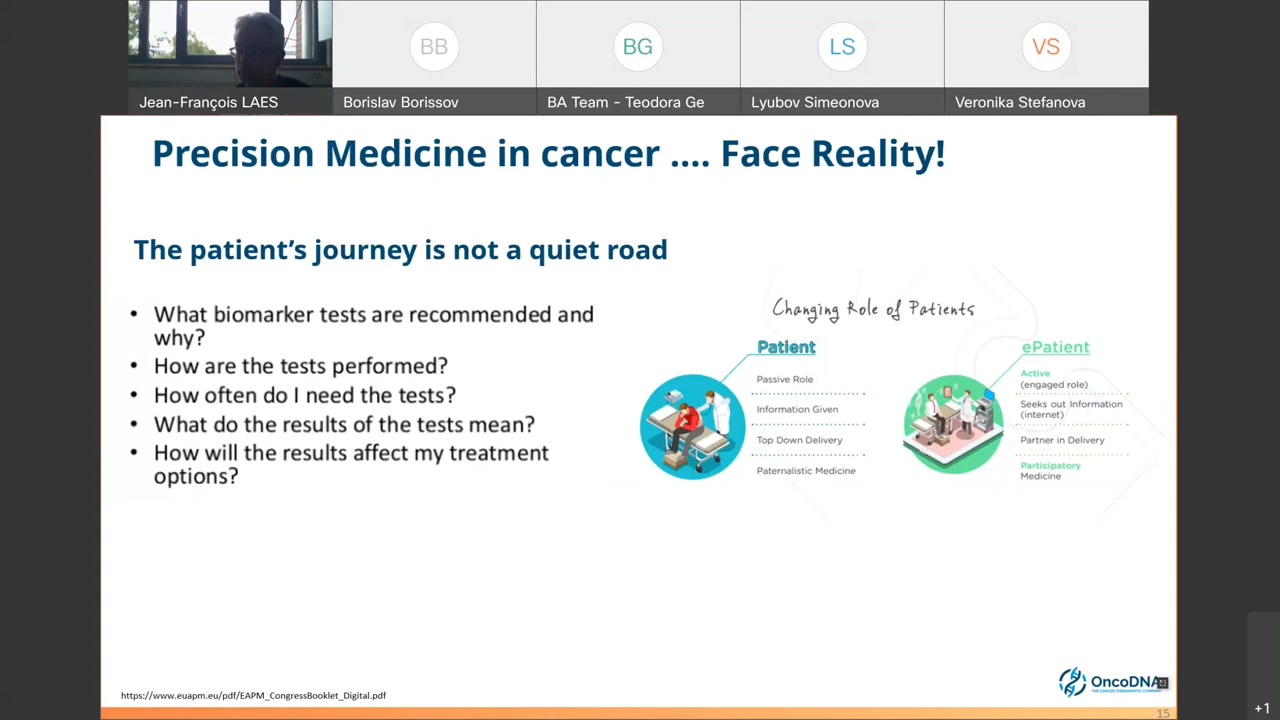 BB
BG
LS
VS
Jean-François LAES
Borislav Borissov
BA Team - Teodora Ge
Lyubov Simeonova
Veronika Stefanova
Precision Medicine in cancer .... Face Reality!
The patient's journey is not a quiet road
• What biomarker tests are recommended and
why?
• How are the tests performed?
• How often do I need the tests?
• What do the results of the tests mean?
• How will the results affect my treatment
options?
Changing Role of Patients
Patient
Passive Role
Information Given
Top Down Delivery
Paternalistic Medicine
ePatient
Active
(engaged role)
Seeks out Information
(internet)
Partner in Delivery
Participatory
Medicine
https://www.euapm.eu/pdf/EAPM_CongressBooklet_Digital.pdf
OncoDNA
THE CANCER THERANOSTIC COMPANY
15
+1